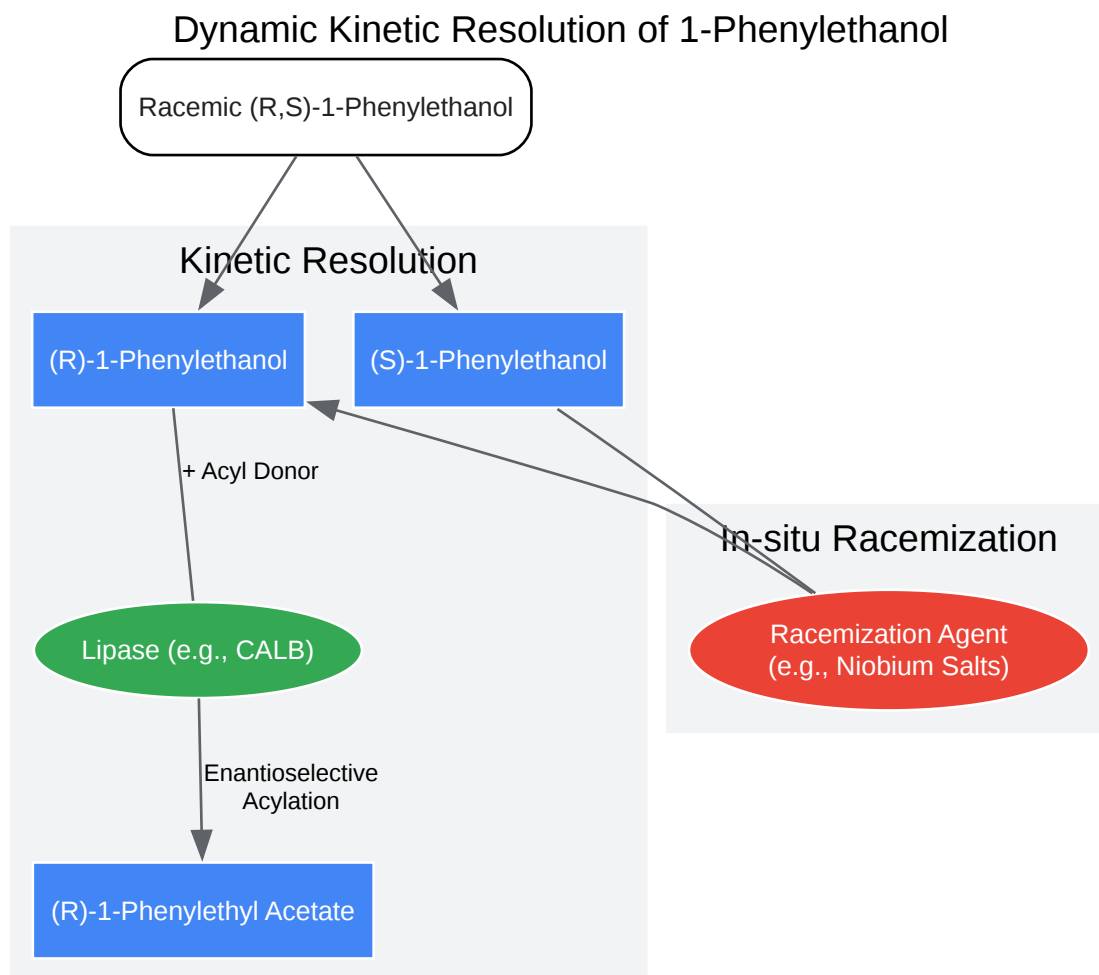 Dynamic Kinetic Resolution of 1-Phenylethanol
Racemic (R,S)-1-Phenylethanol
Kinetic Resolution
(R)-1-Phenylethanol
(S)-1-Phenylethanol
+ Acyl Donor
In-situ Racemization
Lipase (e.g., CALB)
Racemization Agent
(e.g., Niobium Salts)
Enantioselective
Acylation
(R)-1-Phenylethyl Acetate